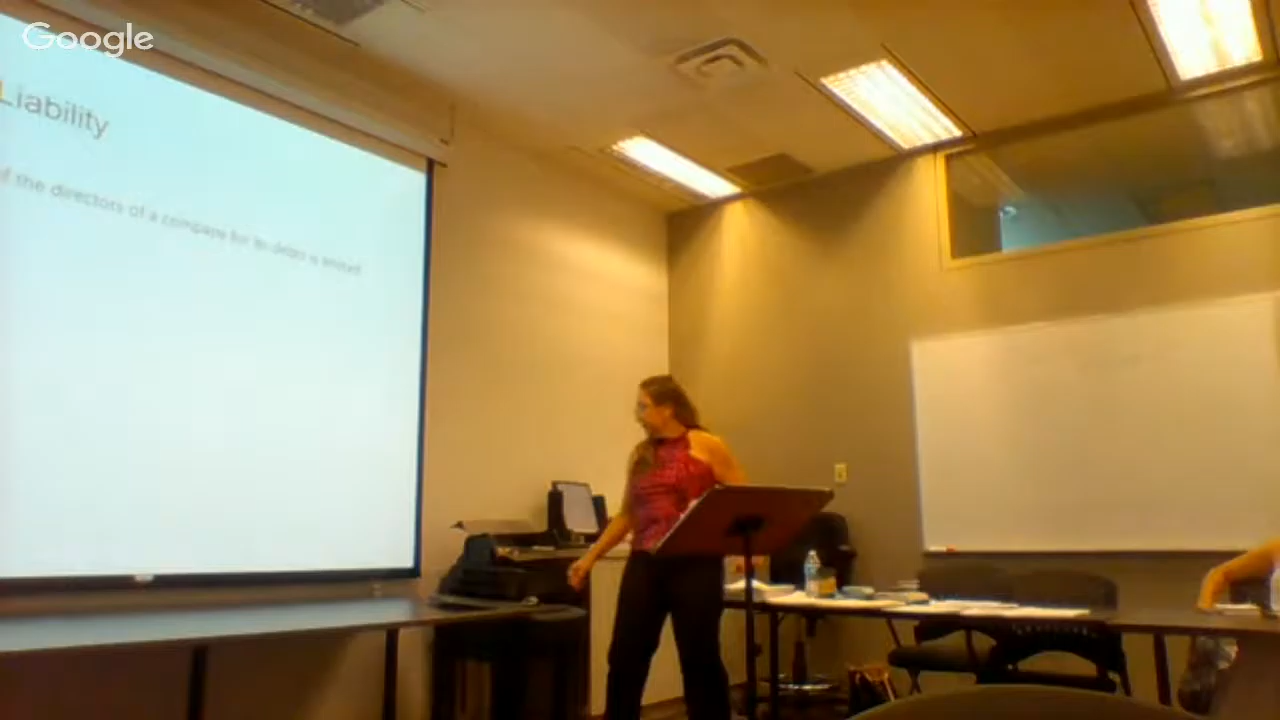 Google
Liability
the directors of a company for its debts is limited